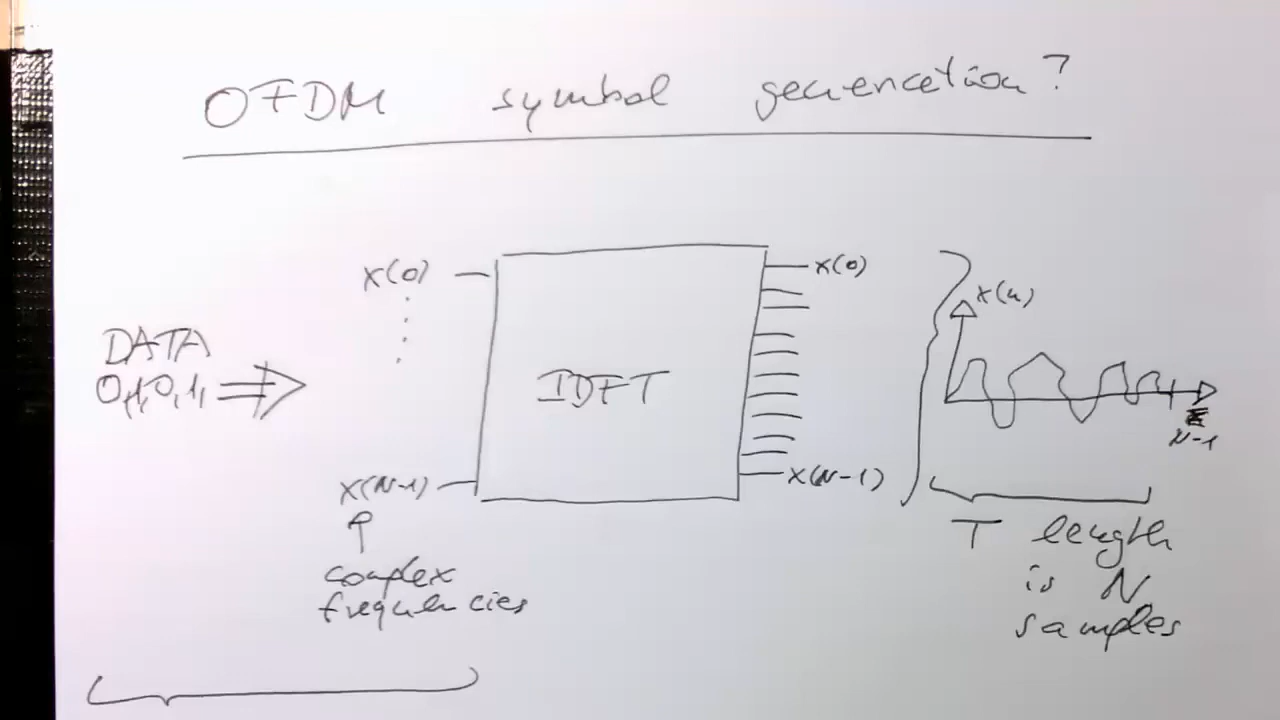 OFDM symbol generation?
X(0)
x(0)
x(n)
DATA
0,1,0,1,
IDFT
N-1
X(N-1)
x(N-1)
T length
is N
samples
complex
frequencies